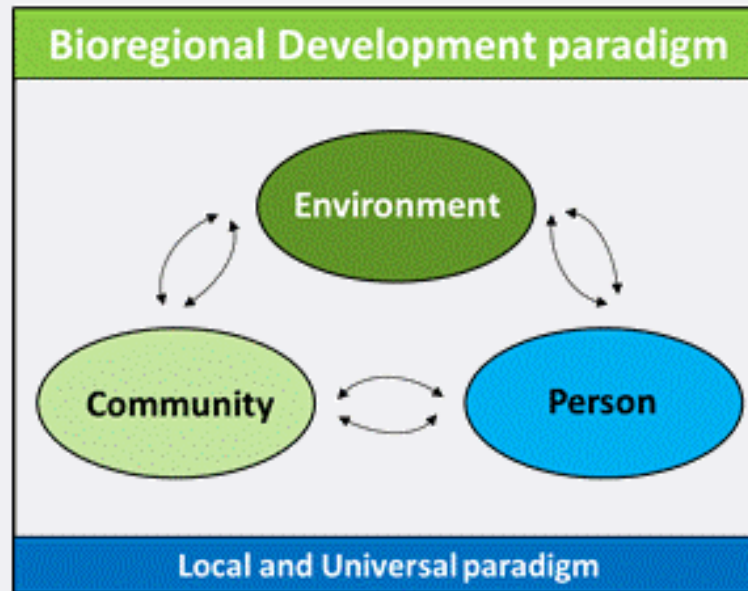 Bioregional Development paradigm
Environment
Community
Person
Local and Universal paradigm